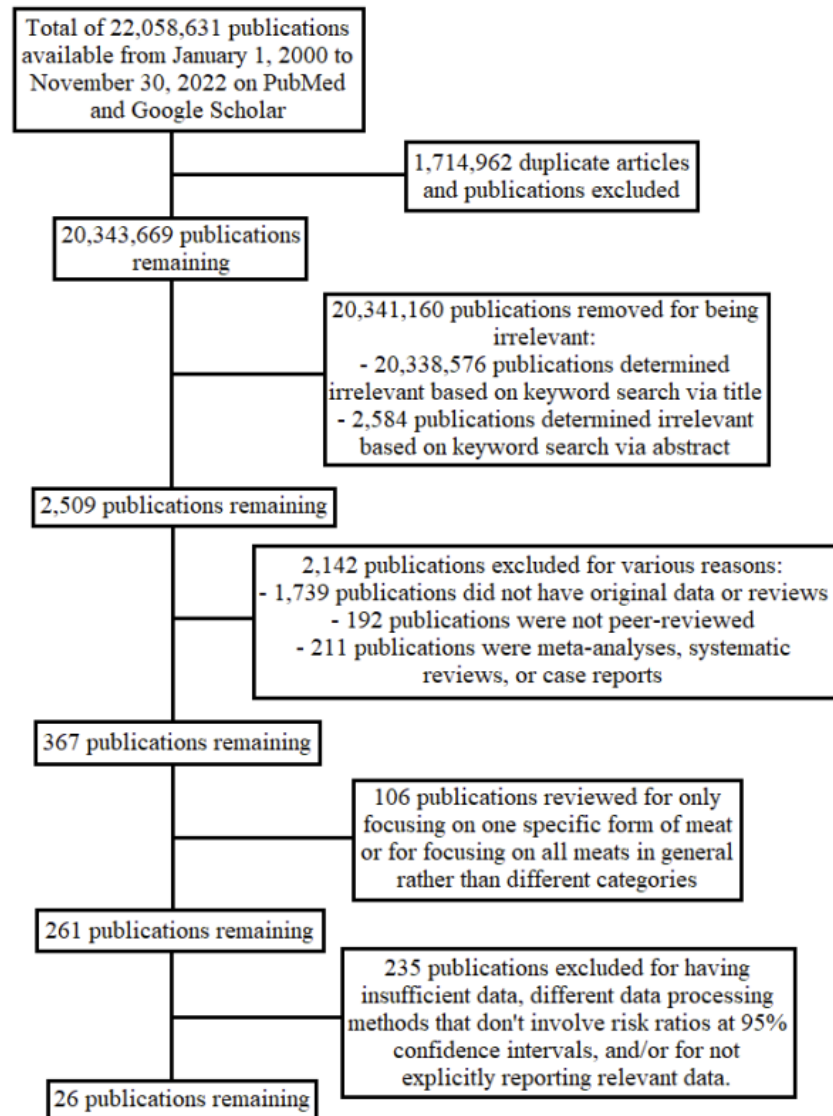 Total of 22,058,631 publications
available from January 1, 2000 to
November 30, 2022 on PubMed
and Google Scholar
1,714,962 duplicate articles
and publications excluded
20,343,669 publications
remaining
20,341,160 publications removed for being
irrelevant:
- 20,338,576 publications determined
irrelevant based on keyword search via title
- 2,584 publications determined irrelevant
based on keyword search via abstract
2,509 publications remaining
2,142 publications excluded for various reasons:
- 1,739 publications did not have original data or reviews
- 192 publications were not peer-reviewed
- 211 publications were meta-analyses, systematic
reviews, or case reports
367 publications remaining
106 publications reviewed for only
focusing on one specific form of meat
or for focusing on all meats in general
rather than different categories
261 publications remaining
235 publications excluded for having
insufficient data, different data processing
methods that don't involve risk ratios at 95%
confidence intervals, and/or for not
explicitly reporting relevant data.
26 publications remaining